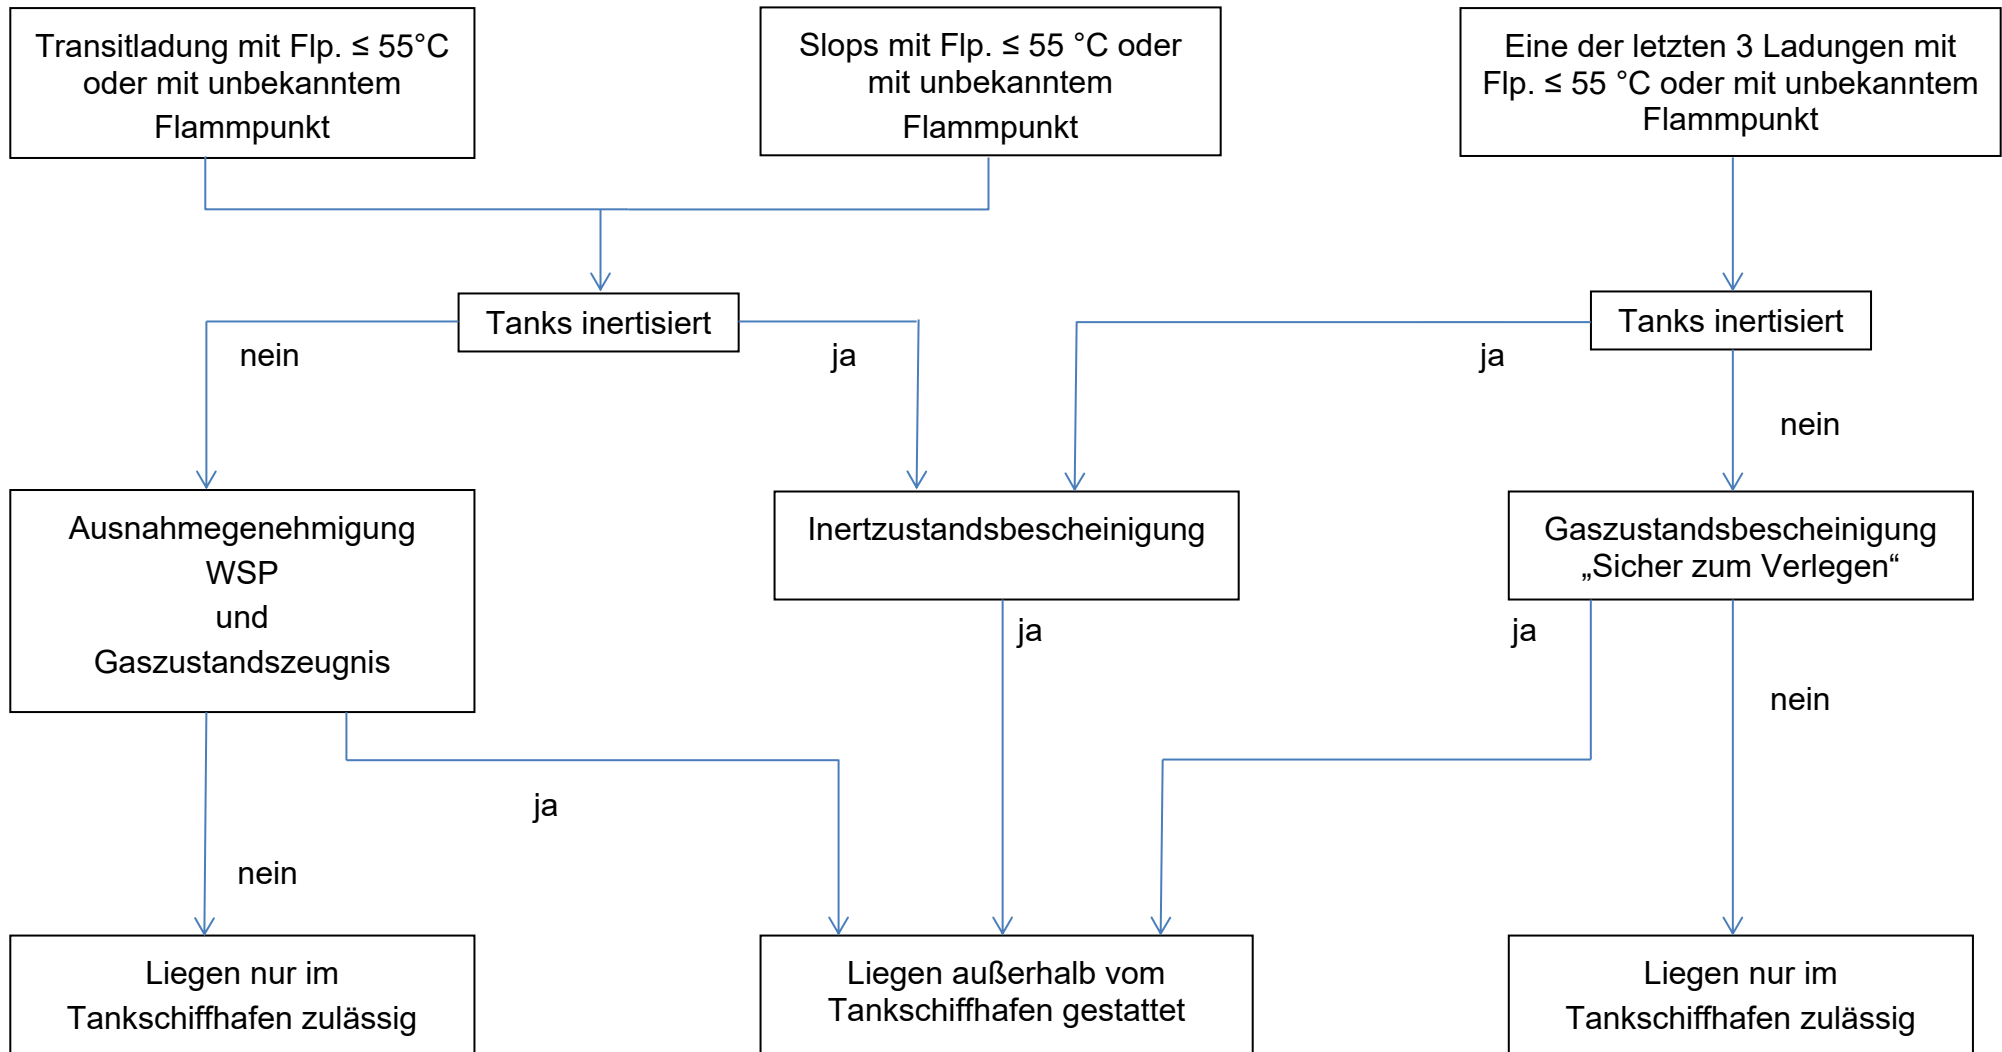 Transitladung mit Flp. ≤ 55°C
oder mit unbekanntem
Flammpunkt
Slops mit Flp. ≤ 55 °C oder
mit unbekanntem
Flammpunkt
Eine der letzten 3 Ladungen mit
Flp. ≤ 55 °C oder mit unbekanntem
Flammpunkt
Tanks inertisiert
Tanks inertisiert
nein
ja
ja
nein
Ausnahmegenehmigung
WSP
und
Gaszustandszeugnis
Inertzustandsbescheinigung
Gaszustandsbescheinigung
„Sicher zum Verlegen“
ja
ja
nein
ja
nein
Liegen nur im
Tankschiffhafen zulässig
Liegen außerhalb vom
Tankschiffhafen gestattet
Liegen nur im
Tankschiffhafen zulässig